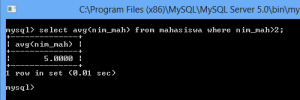 C:\Program Files (x86)\MySQL\MySQL Server 5.0\bin\my
mysql> select avg(nim_mah) from mahasiswa where nim_mah>2;
+--------------+
| avg(nim_mah) |
+--------------+
|       5.0000 |
+--------------+
1 row in set (0.01 sec)
mysql>